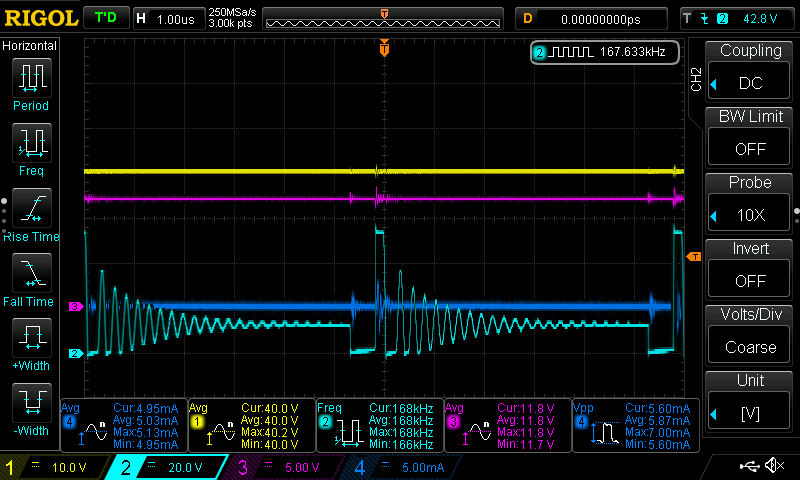 RIGOL T'D H 1.00us 250MSa/s 3.00k pts D 0.00000000ps T 2 42.8 V
Horizontal
Period
Freq
Rise Time
Fall Time
+Width
-Width
T
2 167.633kHz
T
3
2
CH2
Coupling
DC
BW Limit
OFF
Probe
10X
Invert
OFF
Volts/Div
Coarse
Unit
[V]
Avg 4 Cur:4.95mA
Avg:5.03mA
Max:5.13mA
Min:4.95mA
Avg 1 Cur:40.0 V
Avg:40.0 V
Max:40.2 V
Min:40.0 V
Freq 2 Cur:168kHz
Avg:168kHz
Max:168kHz
Min:166kHz
Avg 3 Cur:11.8 V
Avg:11.8 V
Max:11.8 V
Min:11.7 V
Vpp 4 Cur:5.60mA
Avg:5.87mA
Max:7.00mA
Min:5.60mA
1 10.0 V 2 20.0 V 3 5.00 V 4 5.00mA